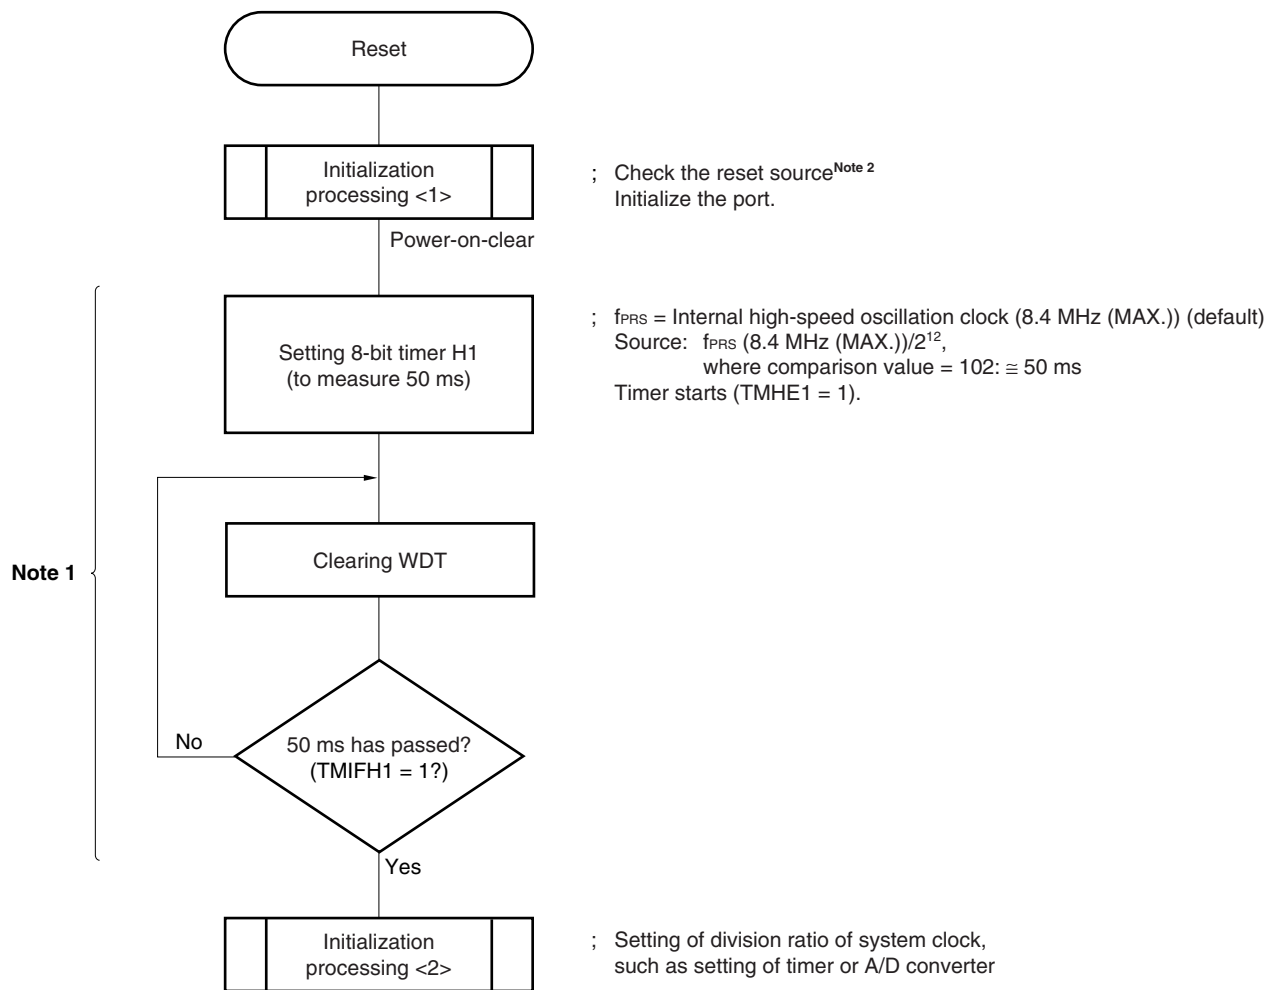 Reset
Initialization
processing <1>
; Check the reset sourceNote 2
Initialize the port.
Power-on-clear
Setting 8-bit timer H1
(to measure 50 ms)
; fPRS = Internal high-speed oscillation clock (8.4 MHz (MAX.)) (default)
Source: fPRS (8.4 MHz (MAX.))/2^12,
where comparison value = 102: ≅ 50 ms
Timer starts (TMHE1 = 1).
Note 1
Clearing WDT
No
50 ms has passed?
(TMIFH1 = 1?)
Yes
Initialization
processing <2>
; Setting of division ratio of system clock,
such as setting of timer or A/D converter